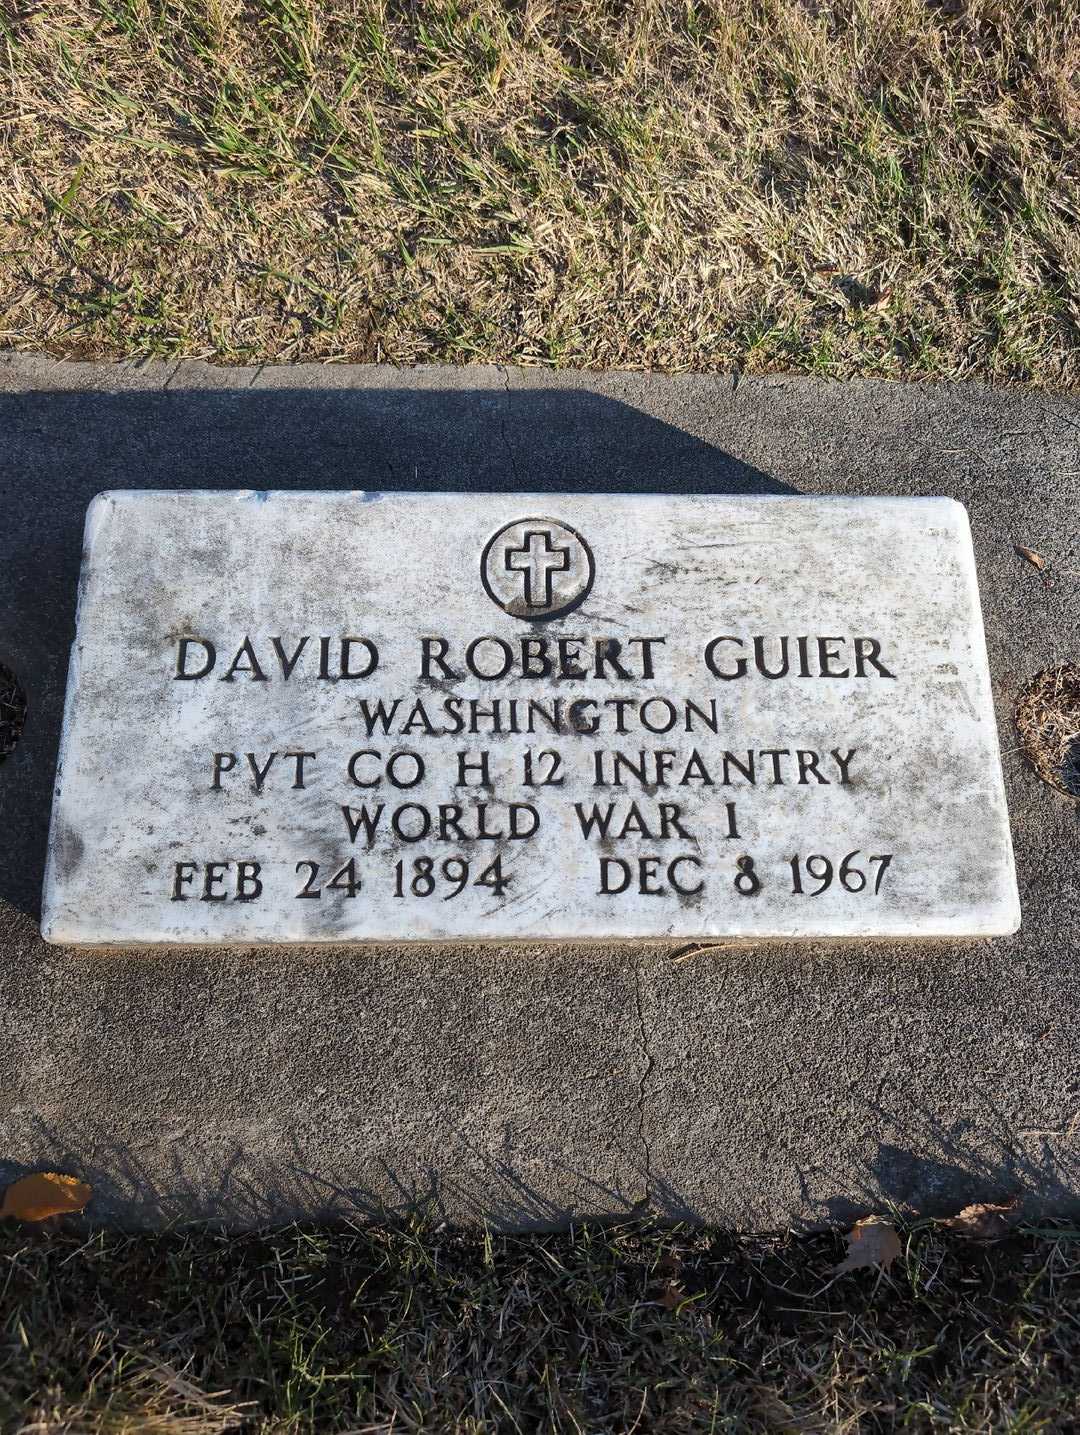 DAVID ROBERT GUIER
WASHINGTON
PVT CO H 12 INFANTRY
WORLD WAR I
FEB 24 1894 DEC 8 1967